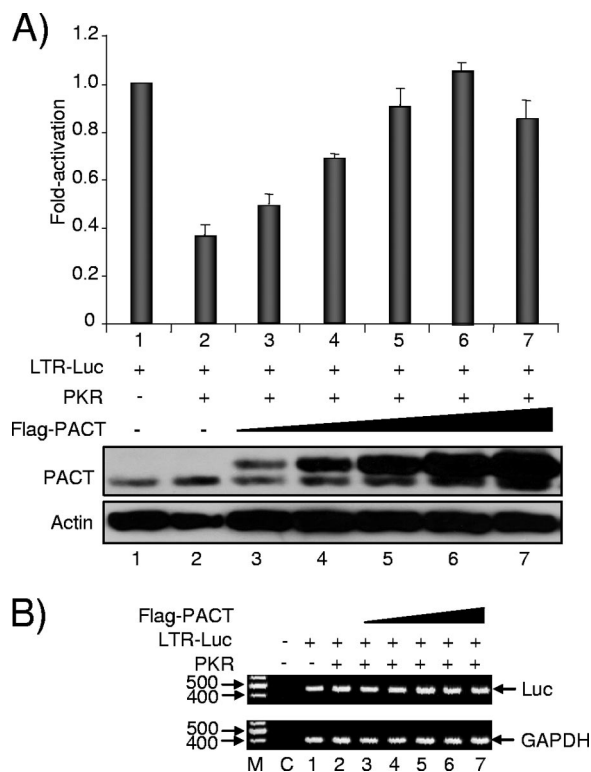 A)
Fold-activation
1.2
1.0
0.8
0.6
0.4
0.2
0
1 2 3 4 5 6 7
LTR-Luc + + + + + + +
PKR - + + + + + +
Flag-PACT - -
PACT
Actin
1 2 3 4 5 6 7
B)
Flag-PACT
LTR-Luc - + + + + + + +
PKR - - + + + + + +
500
400
Luc
500
400
GAPDH
M C 1 2 3 4 5 6 7